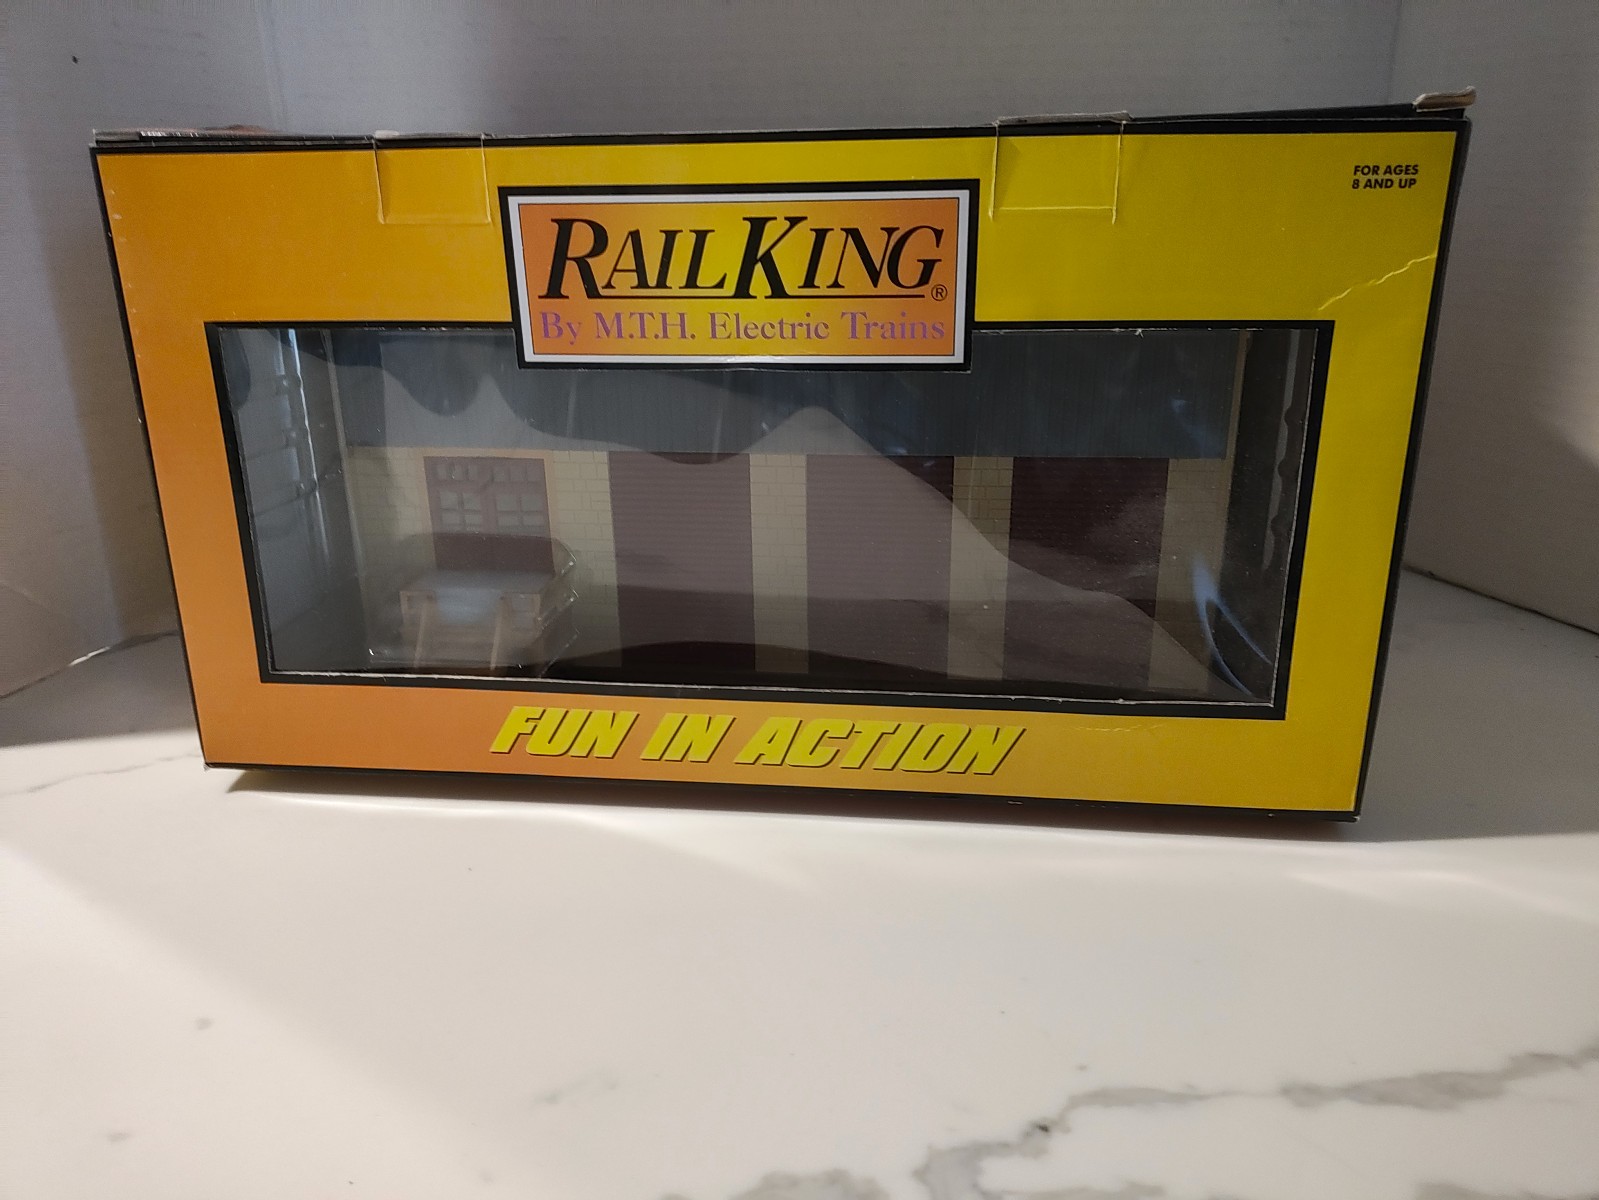 FOR AGES
8 AND UP
RAILKING®
By M.T.H. Electric Trains
FUN IN ACTION